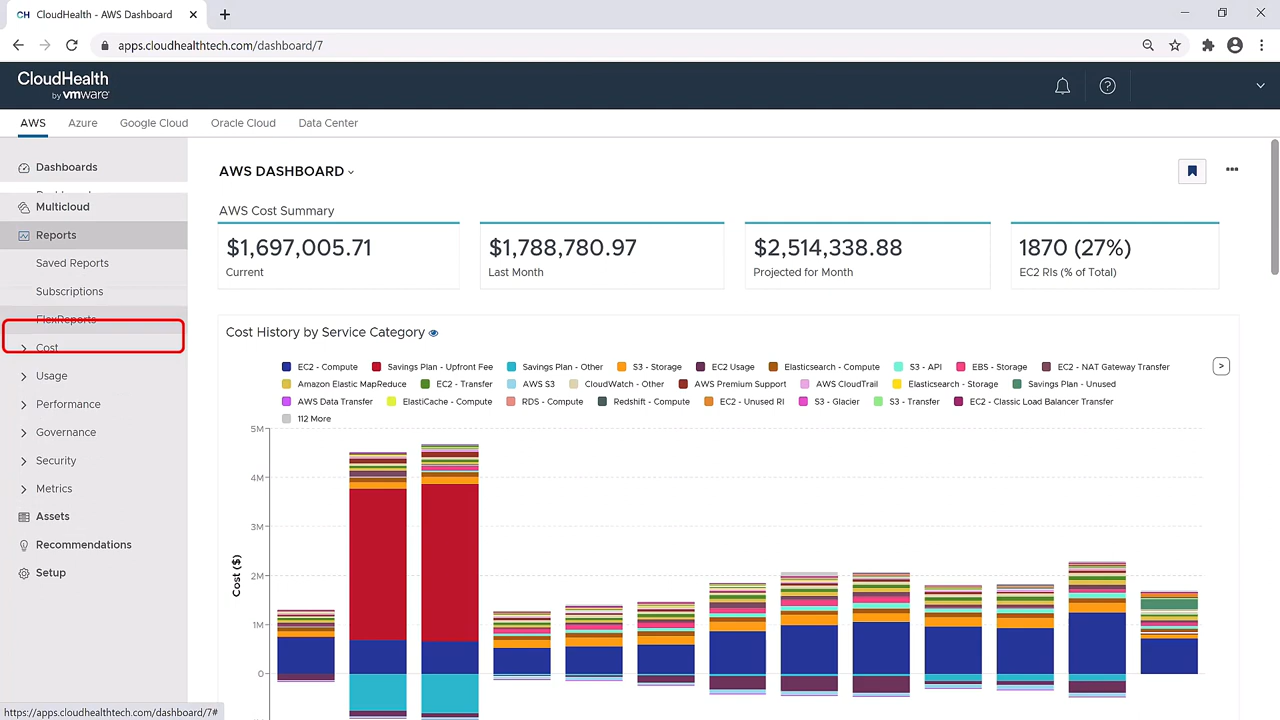 CH CloudHealth - AWS Dashboard
apps.cloudhealthtech.com/dashboard/7
CloudHealth
by vmware
AWS Azure Google Cloud Oracle Cloud Data Center
Dashboards
Multicloud
Reports
Saved Reports
Subscriptions
FlexReports
Cost
Usage
Performance
Governance
Security
Metrics
Assets
Recommendations
Setup
AWS DASHBOARD
AWS Cost Summary
$1,697,005.71
Current
$1,788,780.97
Last Month
$2,514,338.88
Projected for Month
1870 (27%)
EC2 RIs (% of Total)
Cost History by Service Category
EC2 - Compute Savings Plan - Upfront Fee Savings Plan - Other S3 - Storage EC2 Usage Elasticsearch - Compute S3 - API EBS - Storage EC2 - NAT Gateway Transfer
Amazon Elastic MapReduce EC2 - Transfer AWS S3 CloudWatch - Other AWS Premium Support AWS CloudTrail Elasticsearch - Storage Savings Plan - Unused
AWS Data Transfer ElastiCache - Compute RDS - Compute Redshift - Compute EC2 - Unused RI S3 - Glacier S3 - Transfer EC2 - Classic Load Balancer Transfer
112 More
5M
4M
3M
2M
1M
0
Cost ($)
https://apps.cloudhealthtech.com/dashboard/7#